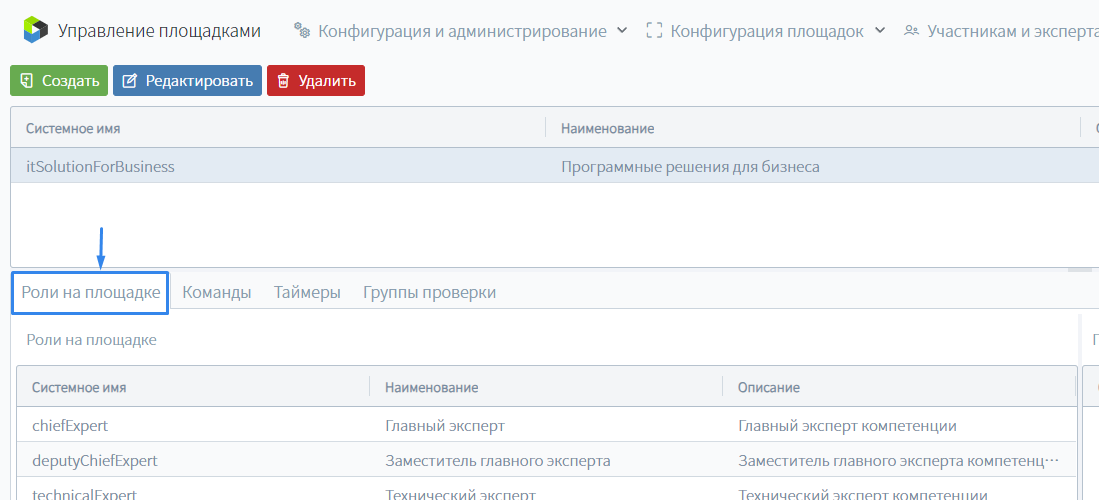 Управление площадками Конфигурация и администрирование Конфигурация площадок Участникам и эксперта
Создать Редактировать Удалить
Системное имя Наименование
itSolutionForBusiness Программные решения для бизнеса
Роли на площадке Команды Таймеры Группы проверки
Роли на площадке
Системное имя Наименование Описание
chiefExpert Главный эксперт Главный эксперт компетенции
deputyChiefExpert Заместитель главного эксперта Заместитель главного эксперта компетенц···
technicalExpert Технический эксперт Технический эксперт компетенции